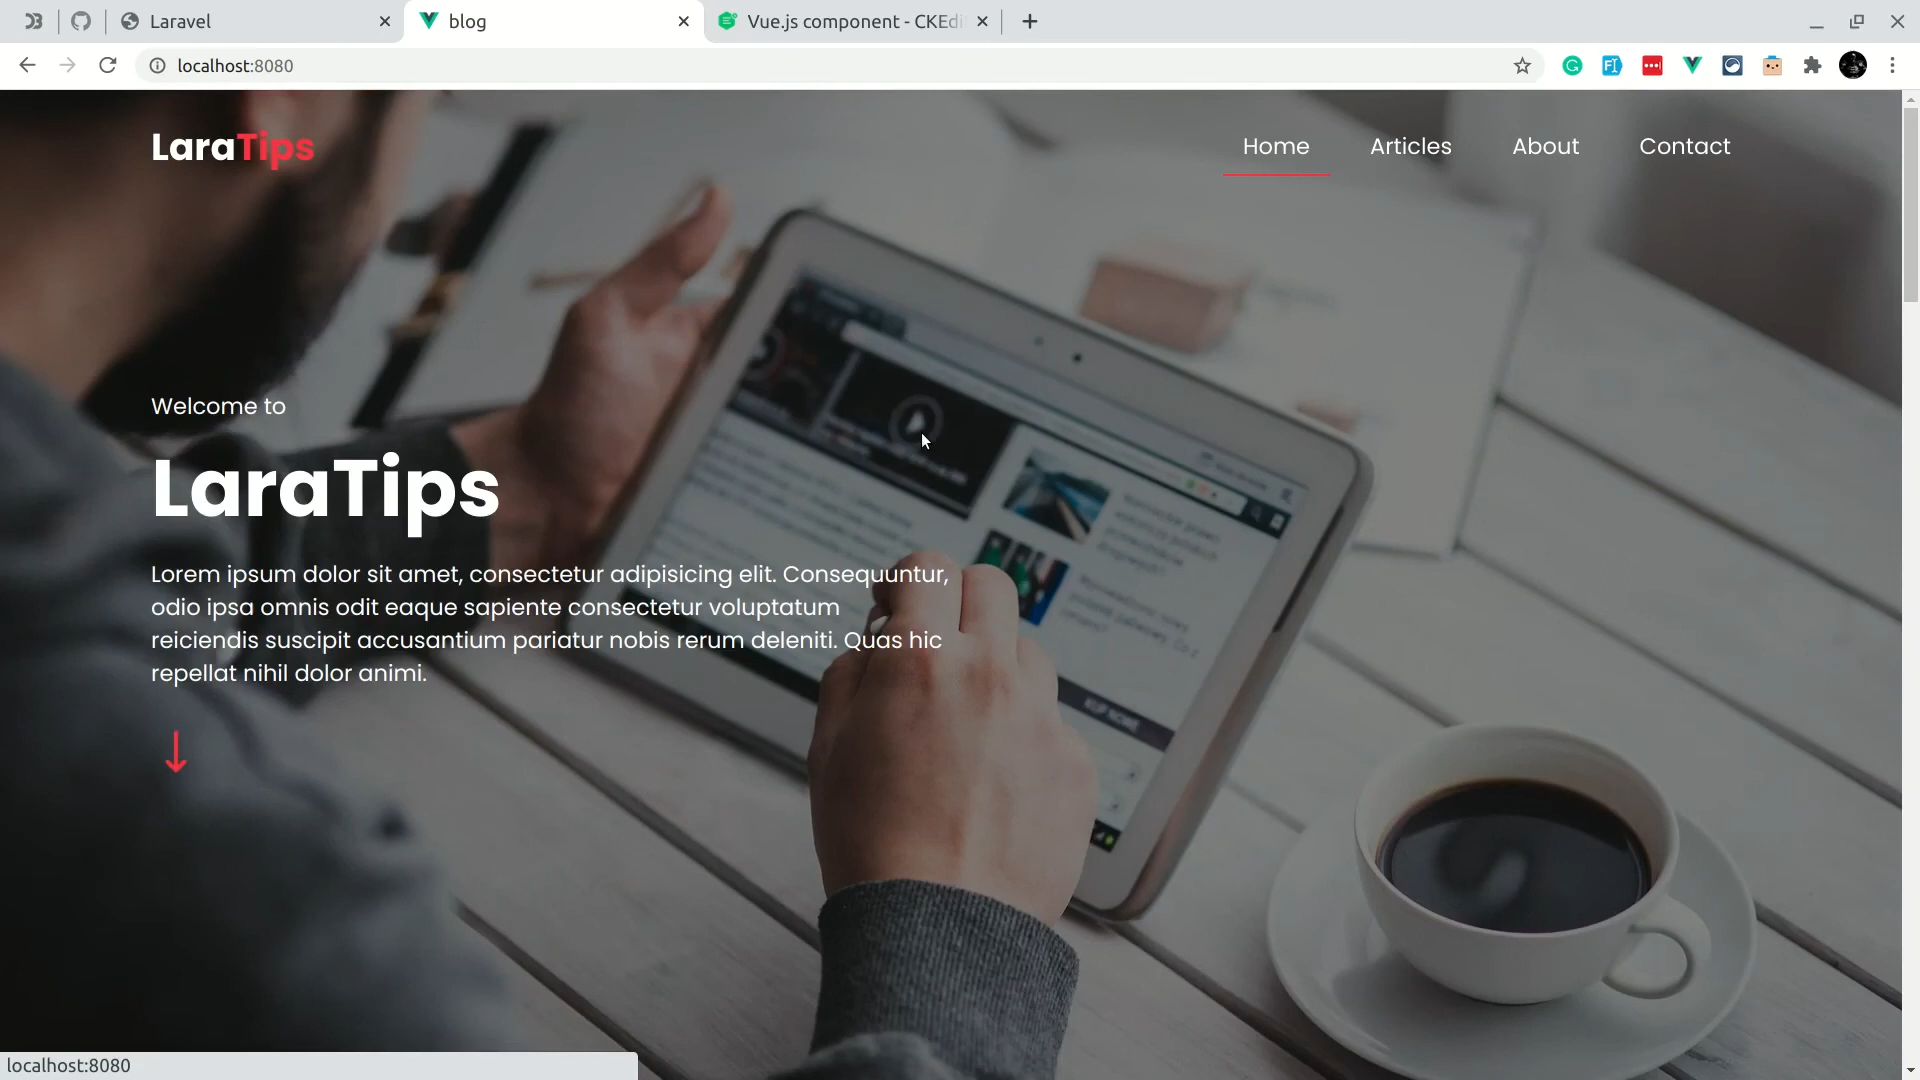 Laravel
blog
Vue.js component - CKEdi
localhost:8080
LaraTips
Home
Articles
About
Contact
Welcome to
LaraTips
Lorem ipsum dolor sit amet, consectetur adipisicing elit. Consequuntur,
odio ipsa omnis odit eaque sapiente consectetur voluptatum
reiciendis suscipit accusantium pariatur nobis rerum deleniti. Quas hic
repellat nihil dolor animi.
localhost:8080